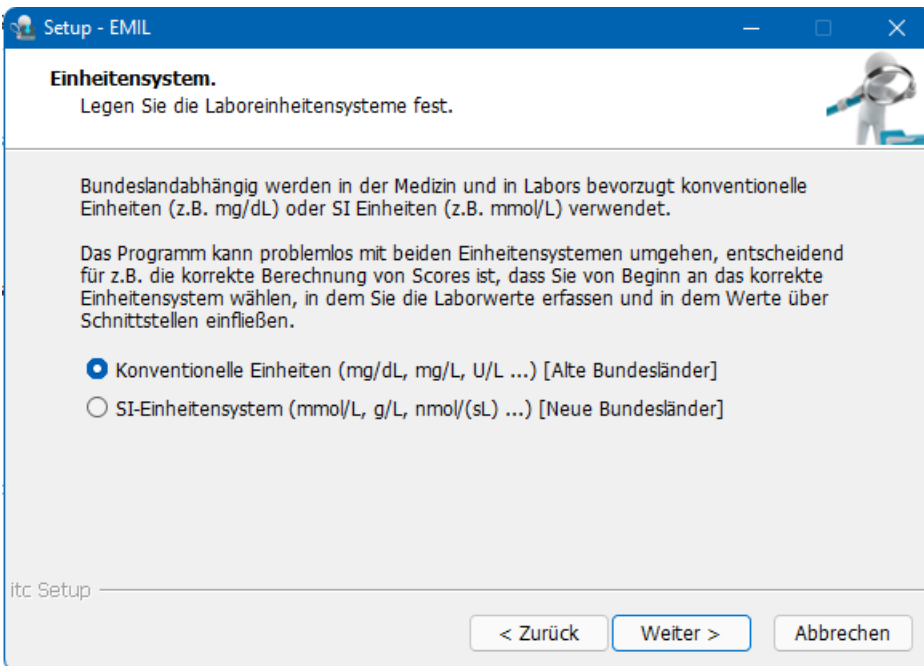 Setup - EMIL
Einheitensystem.
Legen Sie die Laboreinheitensysteme fest.
Bundeslandabhängig werden in der Medizin und in Labors bevorzugt konventionelle
Einheiten (z.B. mg/dL) oder SI Einheiten (z.B. mmol/L) verwendet.
Das Programm kann problemlos mit beiden Einheitensystemen umgehen, entscheidend
für z.B. die korrekte Berechnung von Scores ist, dass Sie von Beginn an das korrekte
Einheitensystem wählen, in dem Sie die Laborwerte erfassen und in dem Werte über
Schnittstellen einfließen.
Konventionelle Einheiten (mg/dL, mg/L, U/L ...) [Alte Bundesländer]
SI-Einheitensystem (mmol/L, g/L, nmol/(sL) ...) [Neue Bundesländer]
itc Setup
< Zurück
Weiter >
Abbrechen